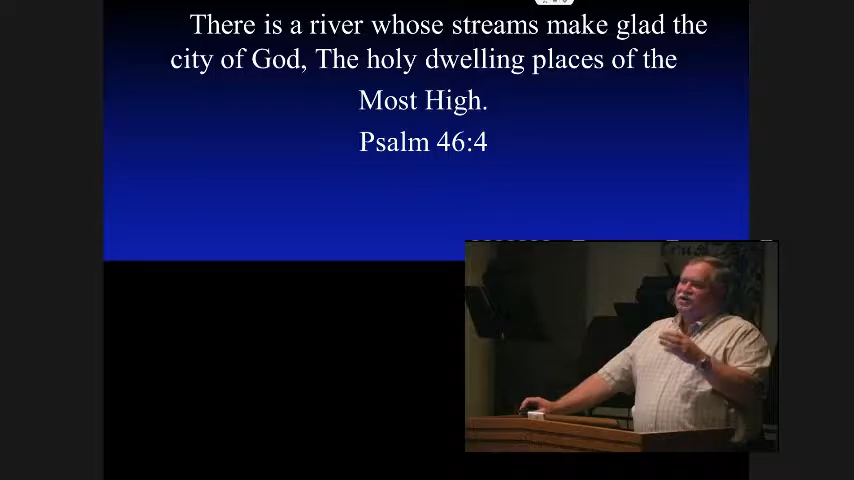 There is a river whose streams make glad the
city of God, The holy dwelling places of the
Most High.
Psalm 46:4